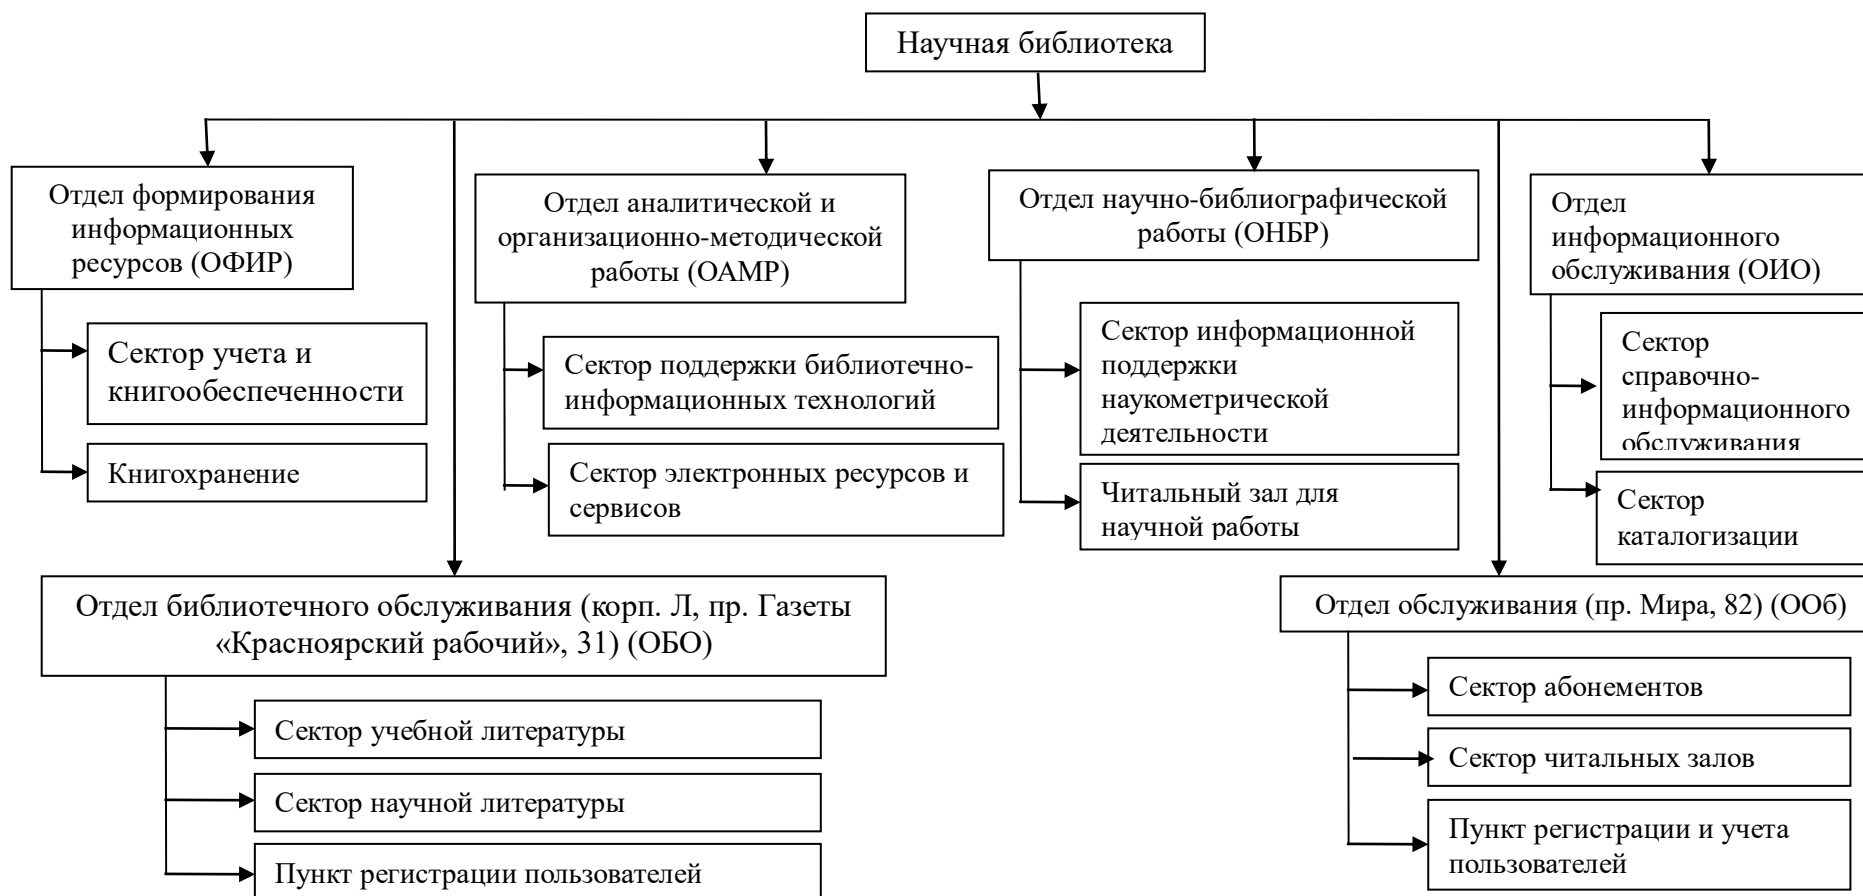 Научная библиотека
Отдел формирования
информационных
ресурсов (ОФИР)
Сектор учета и
книгообеспеченности
Книгохранение
Отдел аналитической и
организационно-методической
работы (ОАМР)
Сектор поддержки библиотечно-
информационных технологий
Сектор электронных ресурсов и
сервисов
Отдел научно-библиографической
работы (ОНБР)
Сектор информационной
поддержки
наукометрической
деятельности
Читальный зал для
научной работы
Отдел
информационного
обслуживания (ОИО)
Сектор
справочно-
информационного
обслуживания
Сектор
каталогизации
Отдел библиотечного обслуживания (корп. Л, пр. Газеты
«Красноярский рабочий», 31) (ОБО)
Сектор учебной литературы
Сектор научной литературы
Пункт регистрации пользователей
Отдел обслуживания (пр. Мира, 82) (ООб)
Сектор абонементов
Сектор читальных залов
Пункт регистрации и учета
пользователей